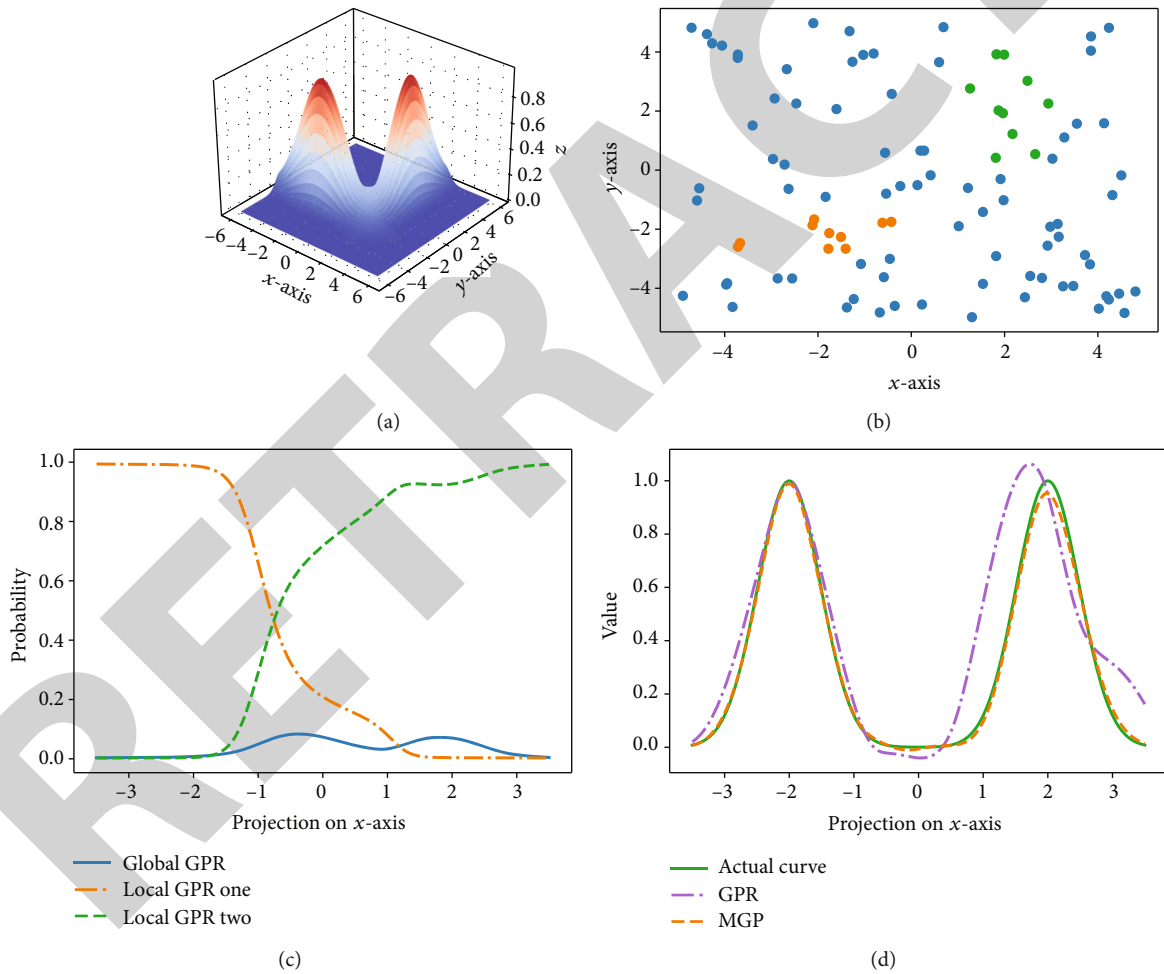 0.8
0.6
0.4
0.2
0.0
z
−6
−4
−2
0
2
4
6
x-axis
−6
−4
−2
0
2
4
6
y-axis
(a)
4
2
0
−2
−4
y-axis
−4
−2
0
2
4
x-axis
(b)
1.0
0.8
0.6
0.4
0.2
0.0
Probability
−3
−2
−1
0
1
2
3
Projection on x-axis
Global GPR
Local GPR one
Local GPR two
(c)
1.0
0.8
0.6
0.4
0.2
0.0
Value
−3
−2
−1
0
1
2
3
Projection on x-axis
Actual curve
GPR
MGP
(d)
RETRAC